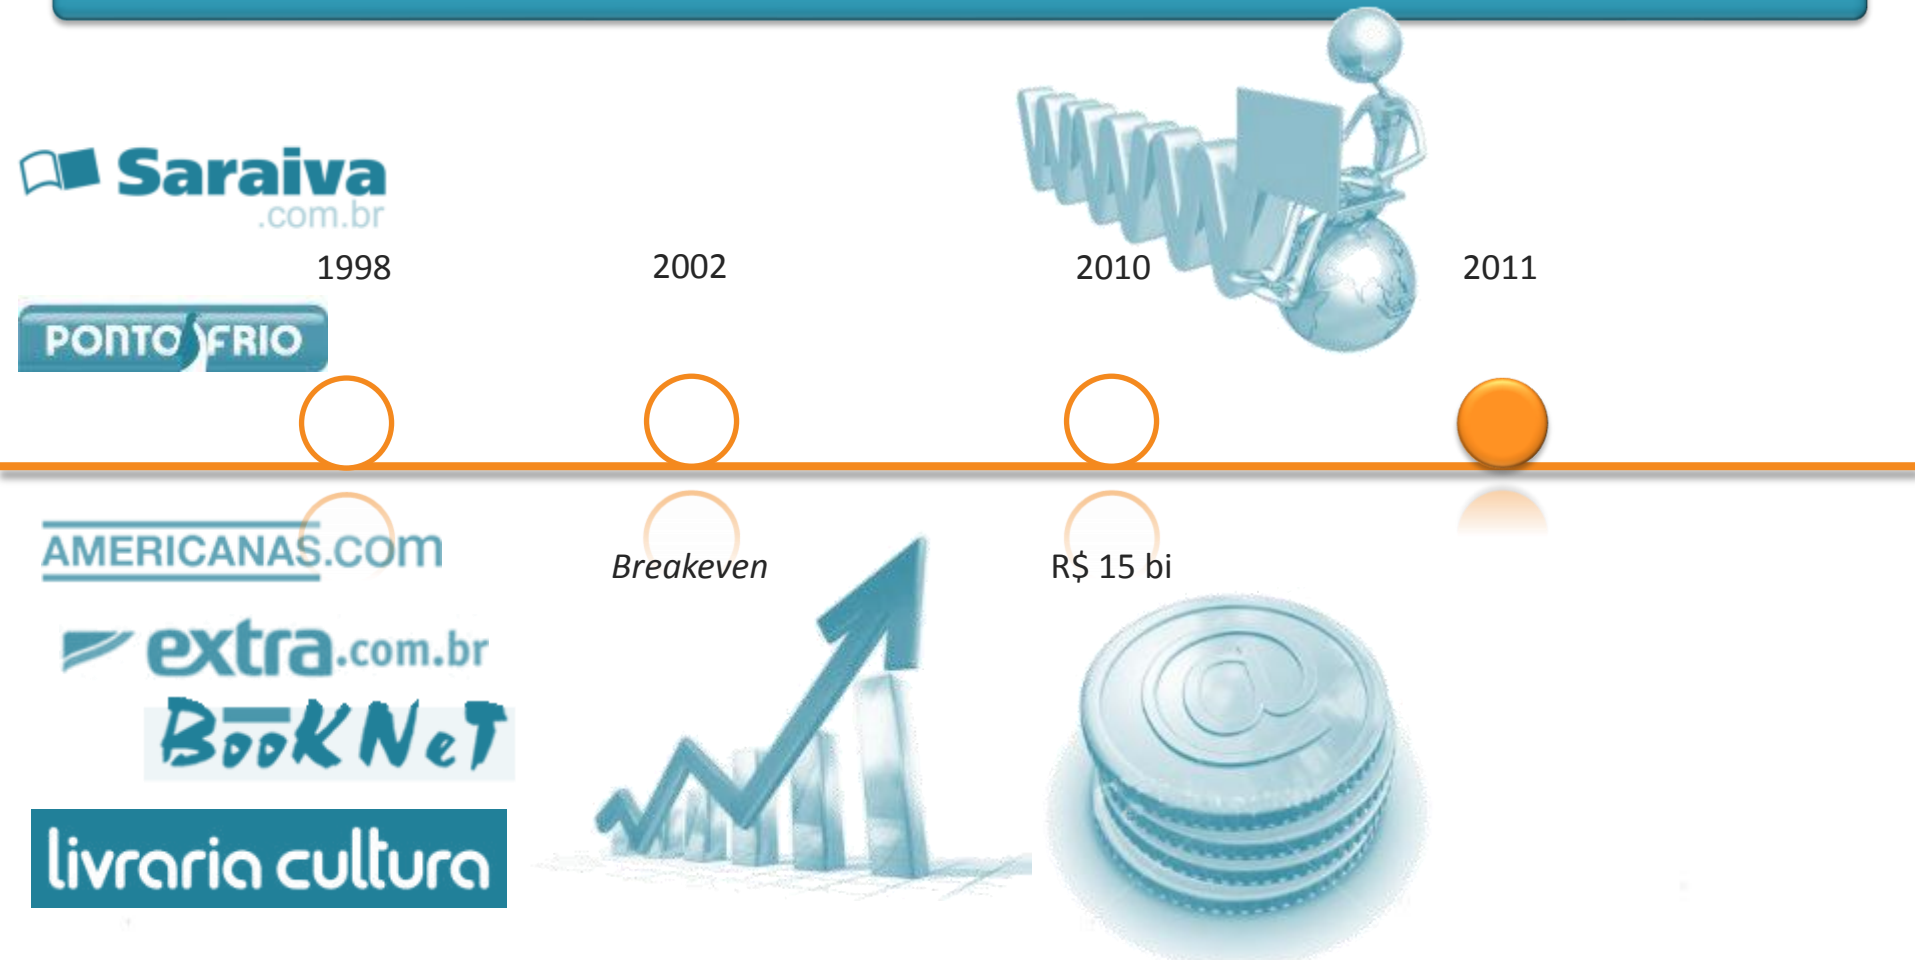 Saraiva
.com.br
1998
2002
2010
2011
PONTO FRIO
AMERICANAS.COM
Breakeven
R$ 15 bi
extra.com.br
BOOKNeT
livraria cultura
WWWWWW
@